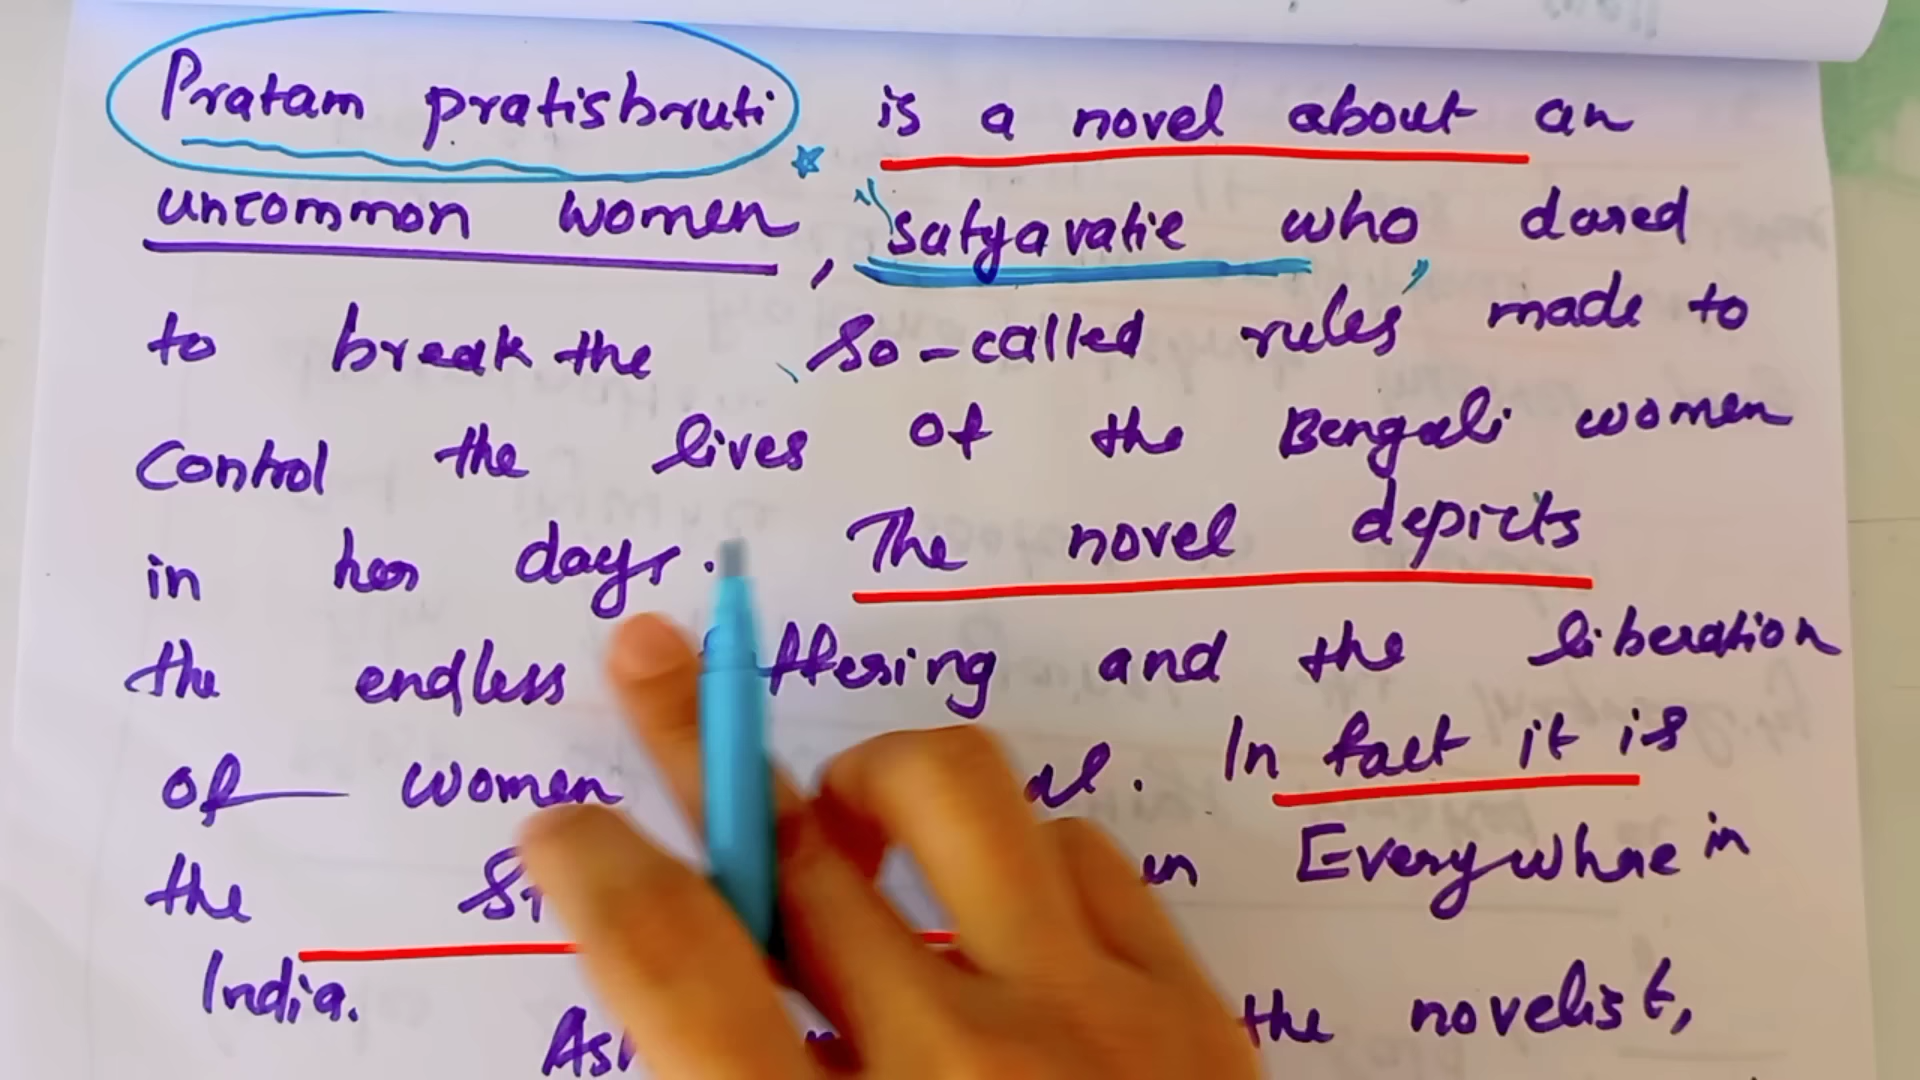 Pratam pratisbruti is a novel about an
uncommon women, "satyavatie who dared
to break the so-called rules" made to
control the lives of the Bengali women
in her days. The novel depicts
the endless and the liberation
of women In fact it is
the Everywhere in
India.
the novelist,